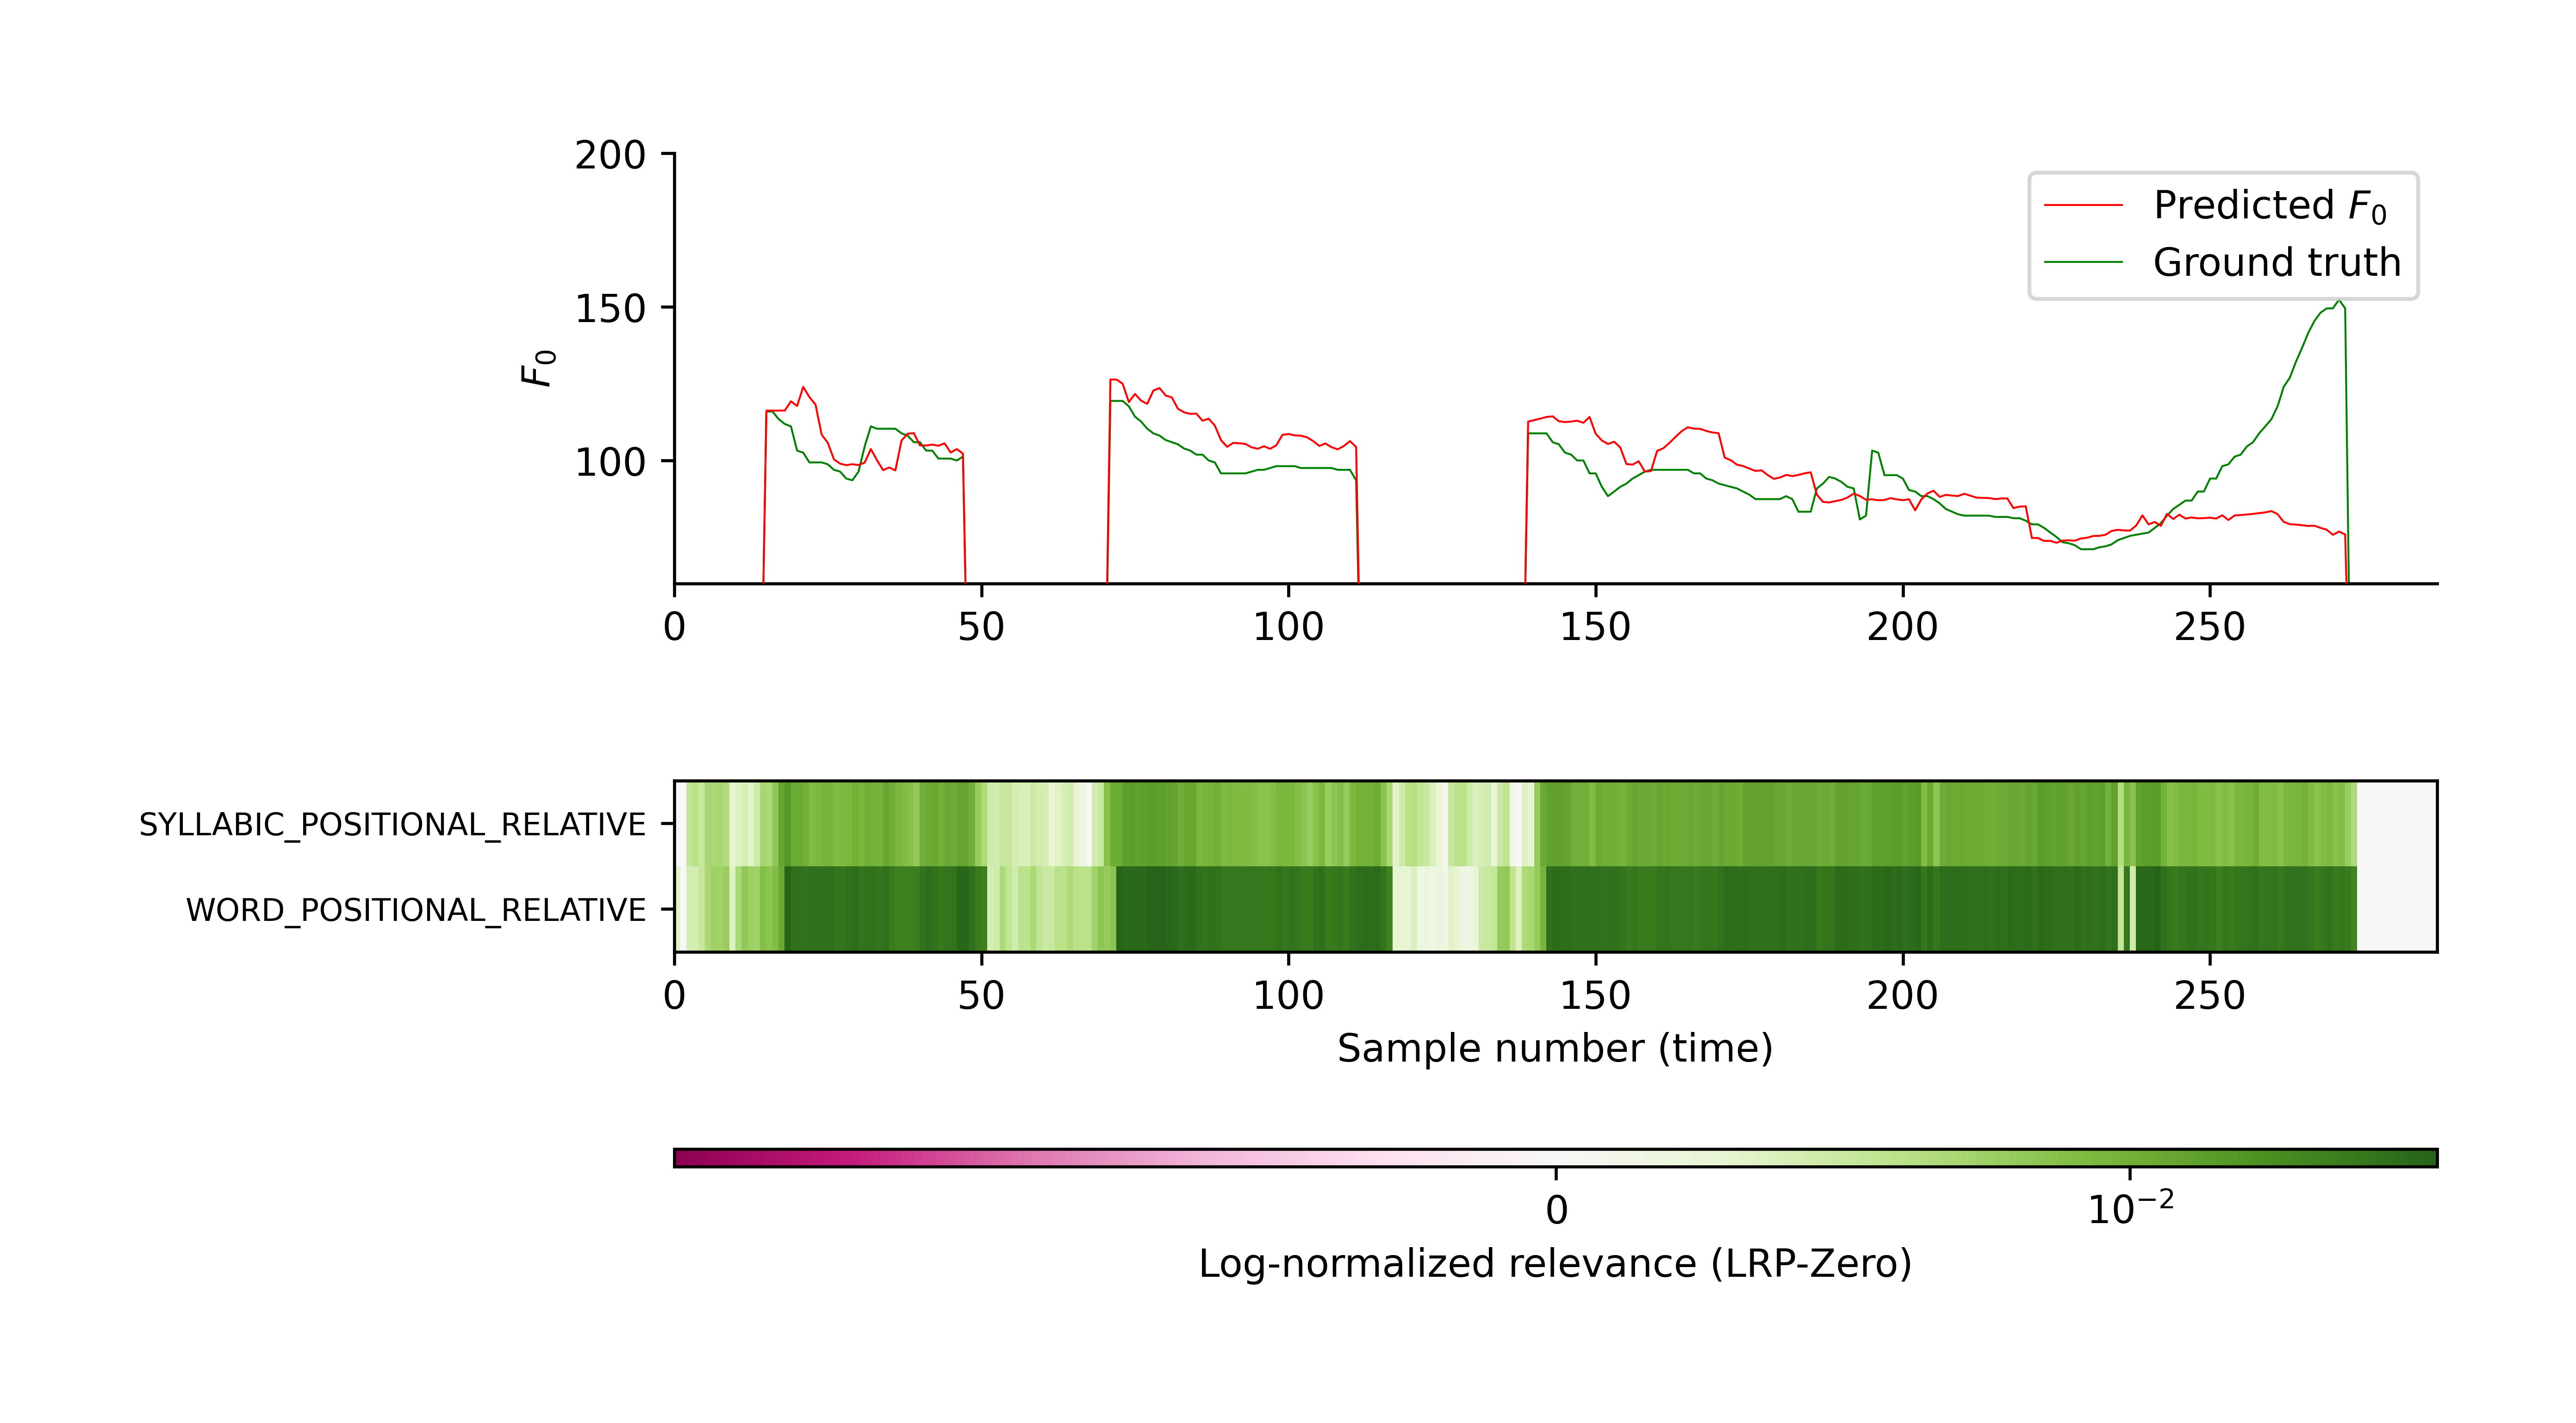 200
150
100
F₀
Predicted F₀
Ground truth
0 50 100 150 200 250
SYLLABIC_POSITIONAL_RELATIVE
WORD_POSITIONAL_RELATIVE
0 50 100 150 200 250
Sample number (time)
0 10⁻²
Log-normalized relevance (LRP-Zero)